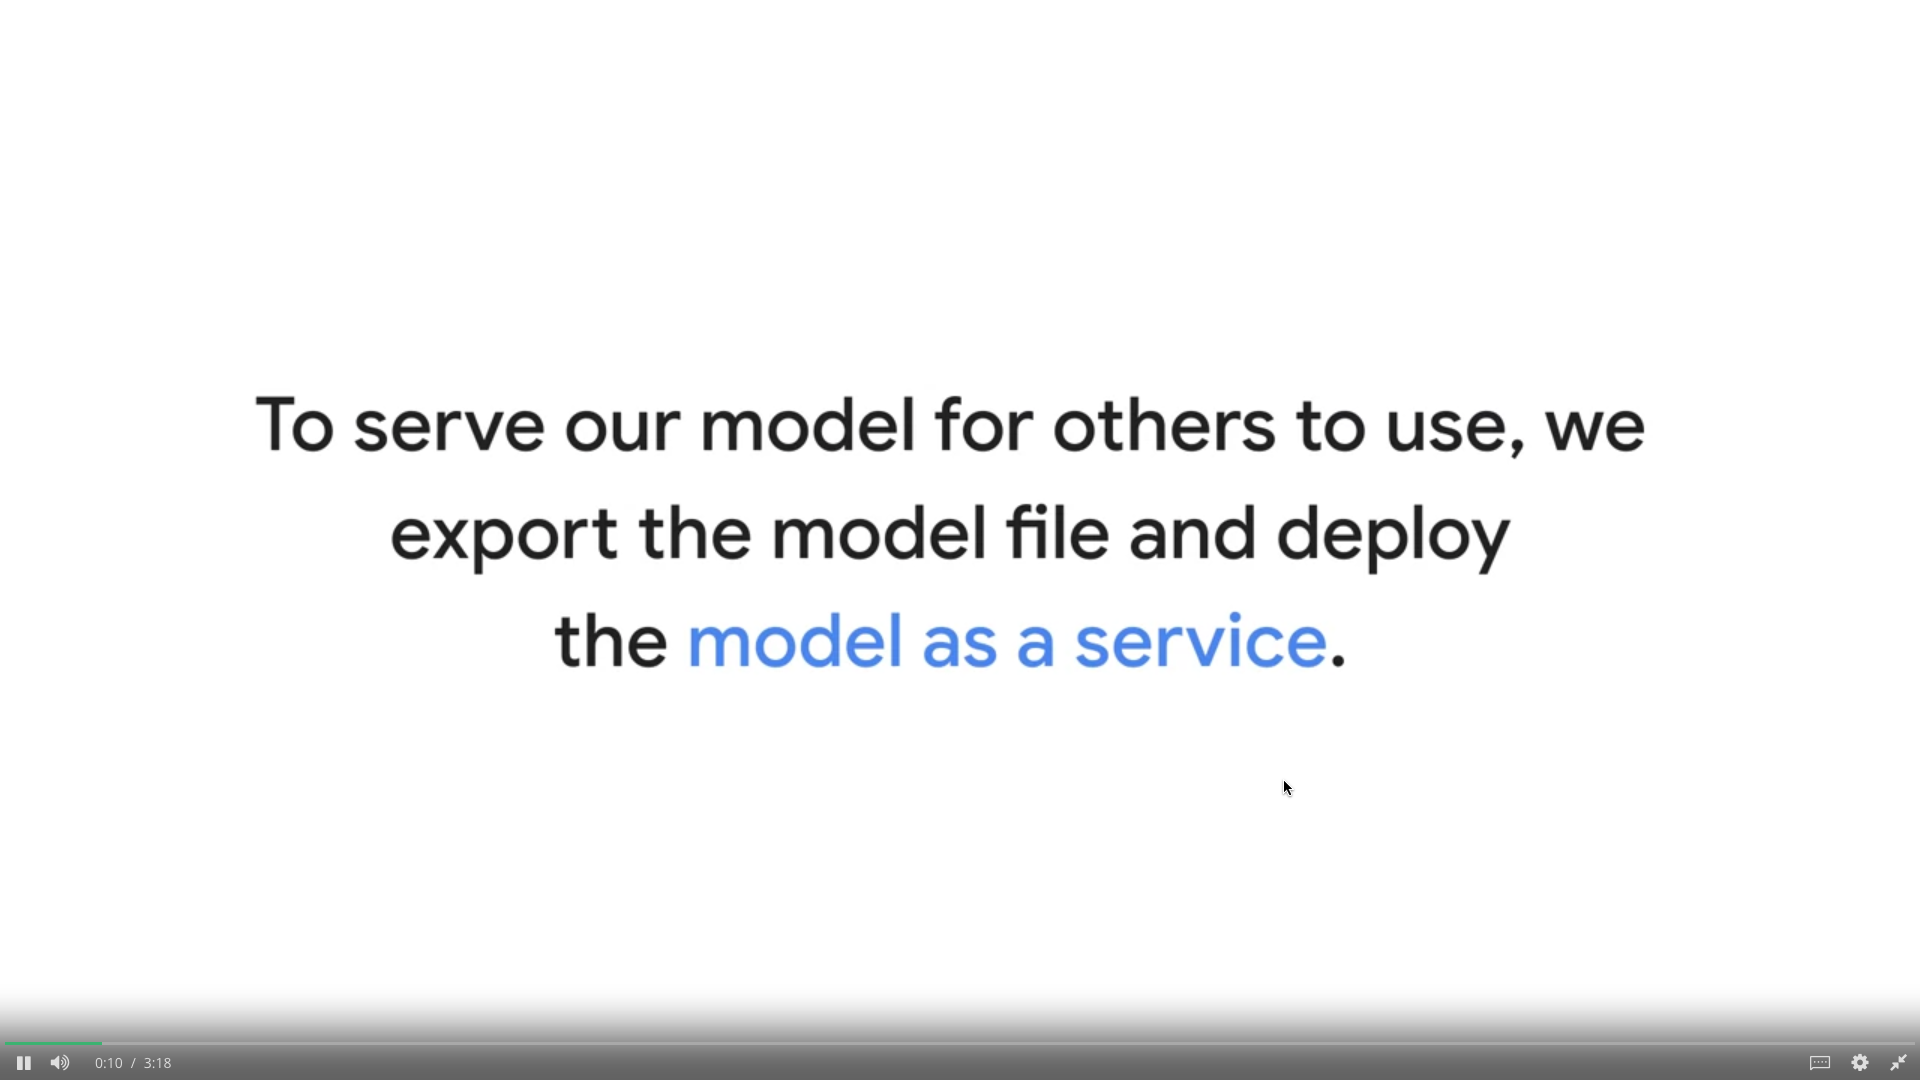 To serve our model for others to use, we
export the model file and deploy
the model as a service.
0:10 / 3:18